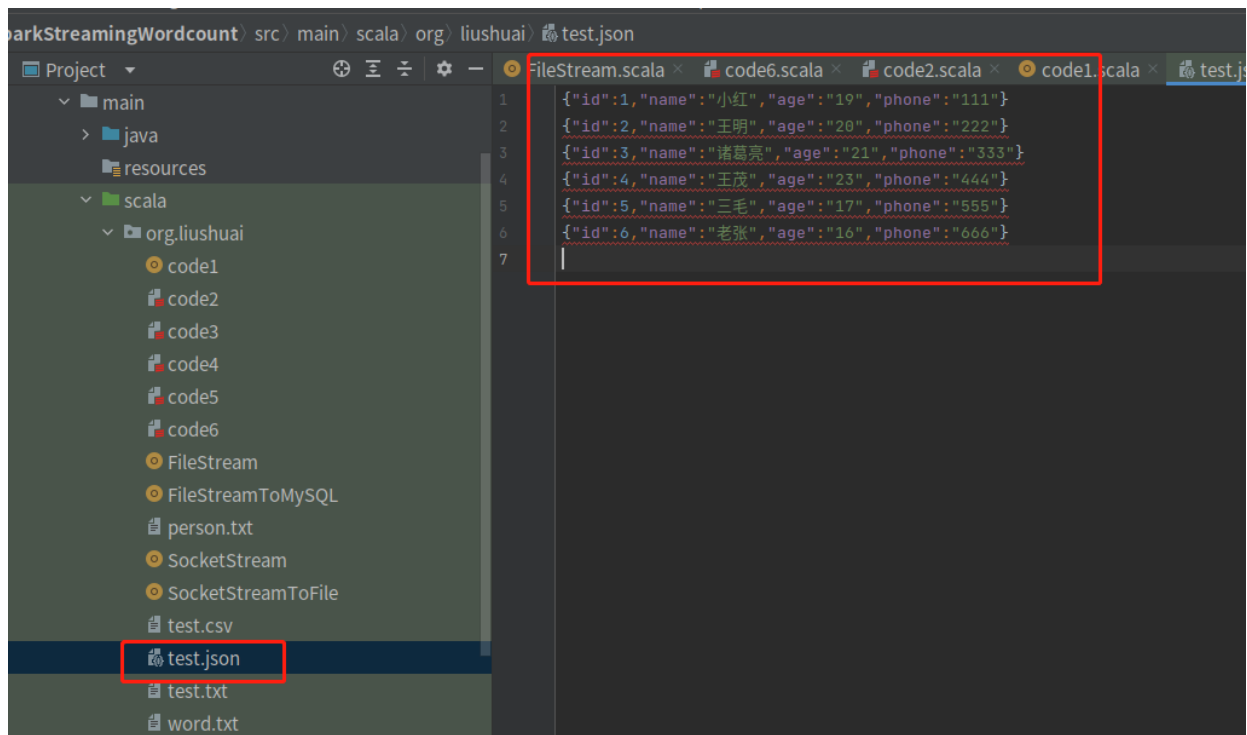 parkStreamingWordcount 〉 src 〉 main 〉 scala 〉 org 〉 liushuai 〉 test.json
Project
FileStream.scala × code6.scala × code2.scala × code1.scala × test.js
main
java
resources
scala
org.liushuai
code1
code2
code3
code4
code5
code6
FileStream
FileStreamToMySQL
person.txt
SocketStream
SocketStreamToFile
test.csv
test.json
test.txt
word.txt
1 {"id":1,"name":"小红","age":"19","phone":"111"}
2 {"id":2,"name":"王明","age":"20","phone":"222"}
3 {"id":3,"name":"诸葛亮","age":"21","phone":"333"}
4 {"id":4,"name":"王茂","age":"23","phone":"444"}
5 {"id":5,"name":"三毛","age":"17","phone":"555"}
6 {"id":6,"name":"老张","age":"16","phone":"666"}
7